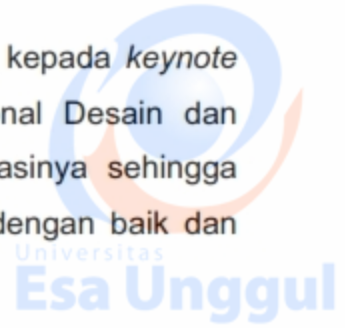 kepada keynote
nal Desain dan
asinya sehingga
dengan baik dan
Universitas
Esa Unggul